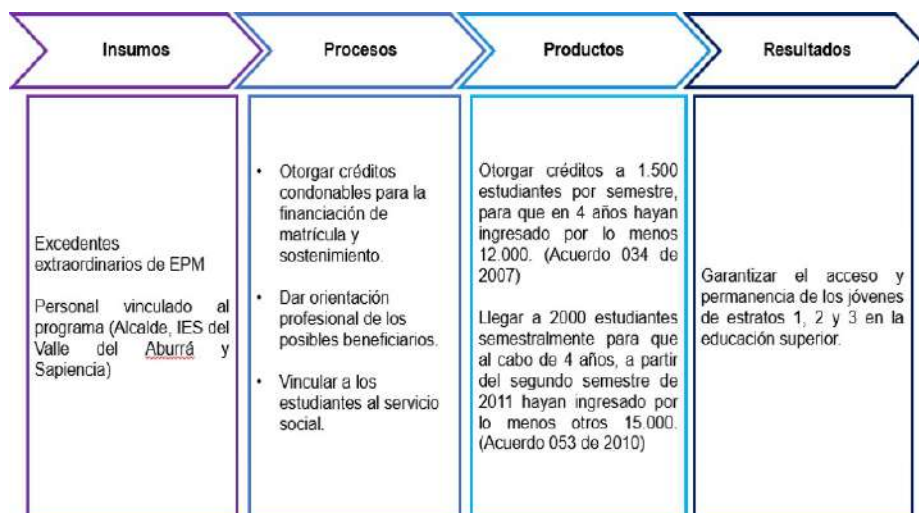 Insumos
Procesos
Productos
Resultados
Excedentes
extraordinarios de EPM
Personal vinculado al
programa (Alcalde, IES del
Valle del Aburrá y
Sapiencia)
• Otorgar créditos
condonables para la
financiación de
matrícula y
sostenimiento.
• Dar orientación
profesional de los
posibles beneficiarios.
• Vincular a los
estudiantes al servicio
social.
Otorgar créditos a 1.500
estudiantes por semestre,
para que en 4 años hayan
ingresado por lo menos
12.000. (Acuerdo 034 de
2007)
Llegar a 2000 estudiantes
semestralmente para que
al cabo de 4 años, a partir
del segundo semestre de
2011 hayan ingresado por
lo menos otros 15.000.
(Acuerdo 053 de 2010)
Garantizar el acceso y
permanencia de los jóvenes
de estratos 1, 2 y 3 en la
educación superior.